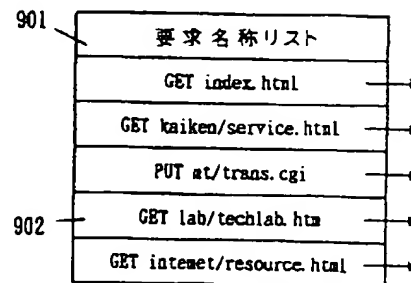 901
要求名称リスト
GET index.html
GET kaiken/service.html
PUT mt/trans.cgi
902
GET lab/techlab.htm
GET intemet/resource.html